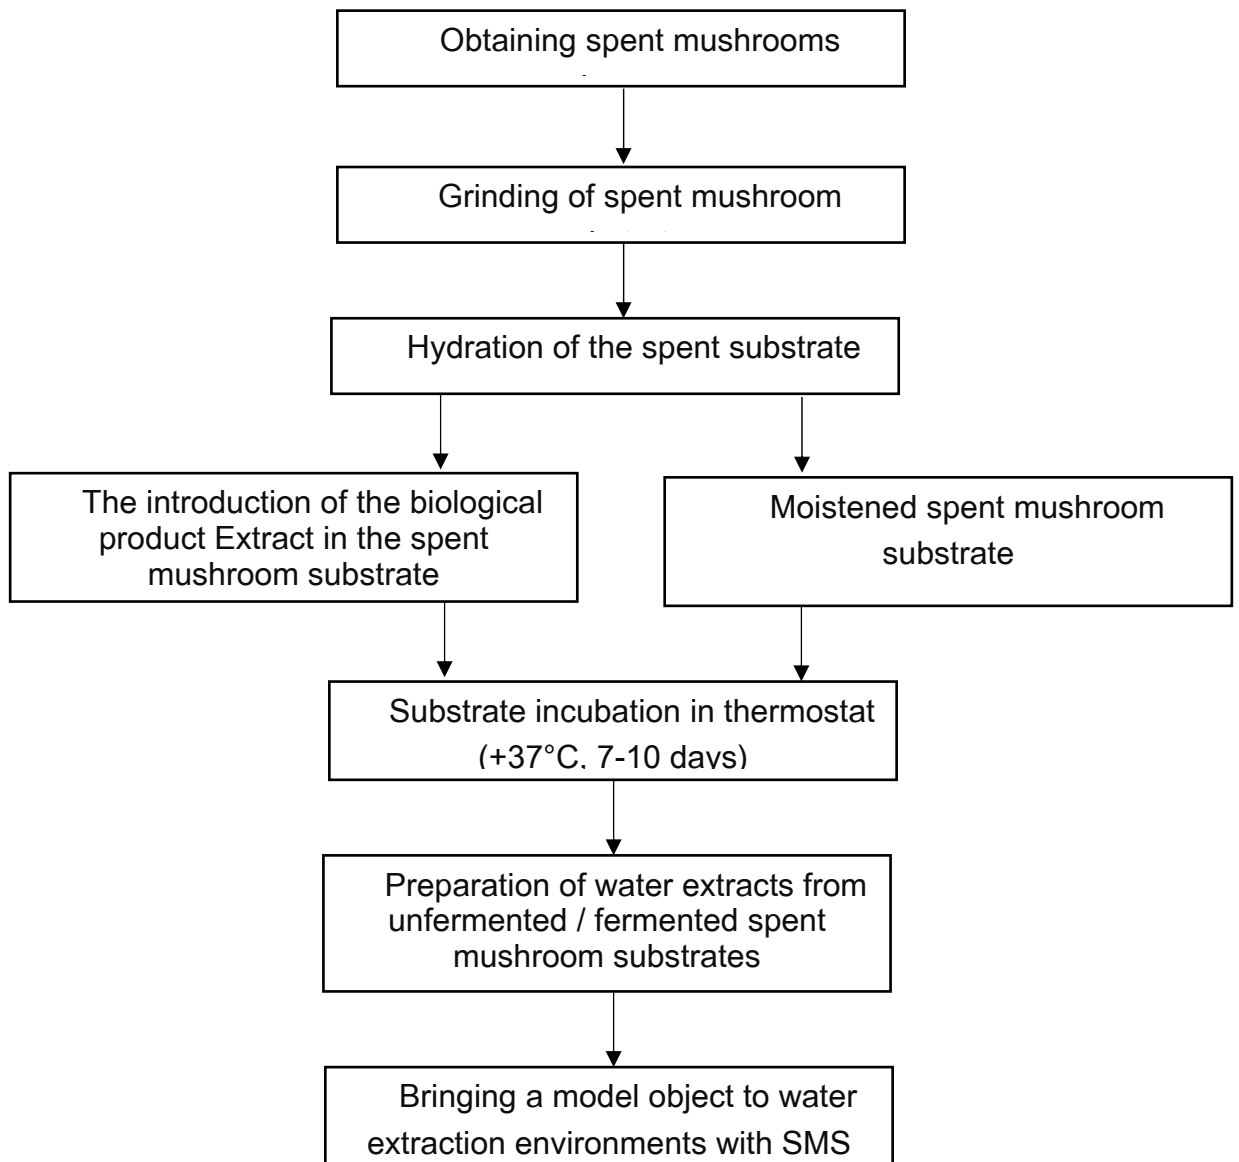 Obtaining spent mushrooms
Grinding of spent mushroom
Hydration of the spent substrate
The introduction of the biological
product Extract in the spent
mushroom substrate
Moistened spent mushroom
substrate
Substrate incubation in thermostat
(+37°C, 7-10 days)
Preparation of water extracts from
unfermented / fermented spent
mushroom substrates
Bringing a model object to water
extraction environments with SMS